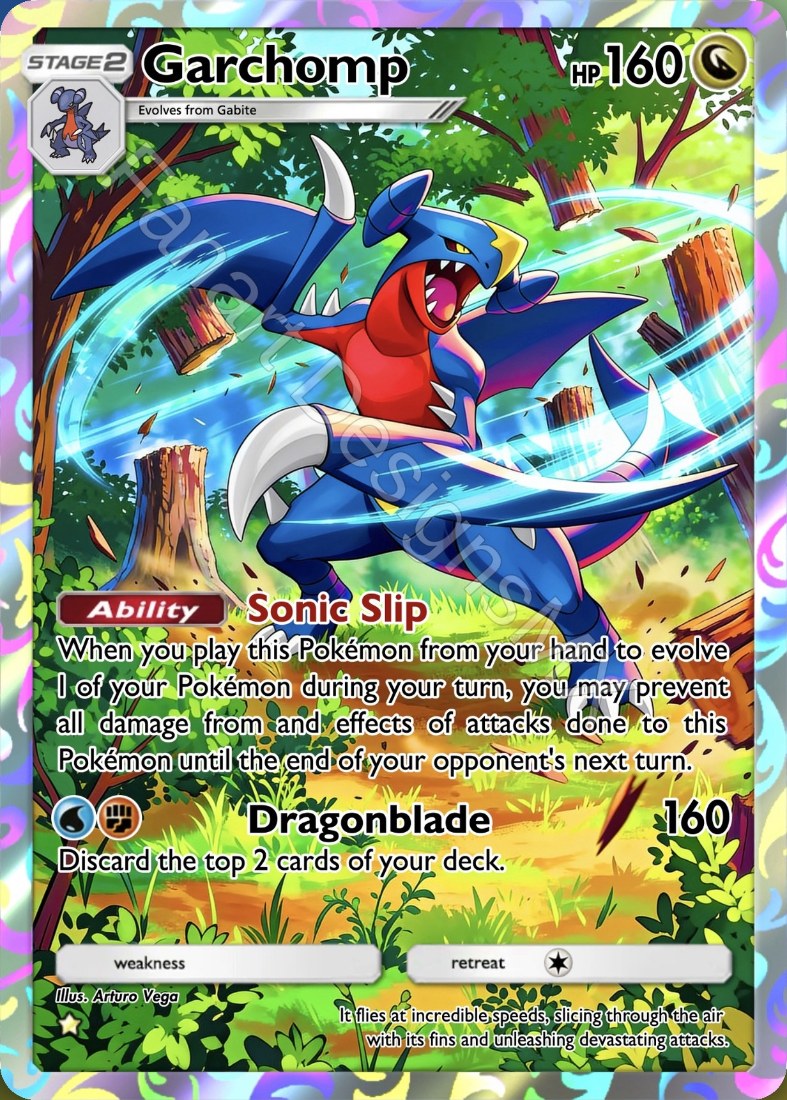 STAGE2
Garchomp
HP 160
Evolves from Gabite
Fanart DesignsMX
Ability Sonic Slip
When you play this Pokémon from your hand to evolve
1 of your Pokémon during your turn, you may prevent
all damage from and effects of attacks done to this
Pokémon until the end of your opponent's next turn.
Dragonblade 160
Discard the top 2 cards of your deck.
weakness
retreat
Illus. Arturo Vega
It flies at incredible speeds, slicing through the air
with its fins and unleashing devastating attacks.